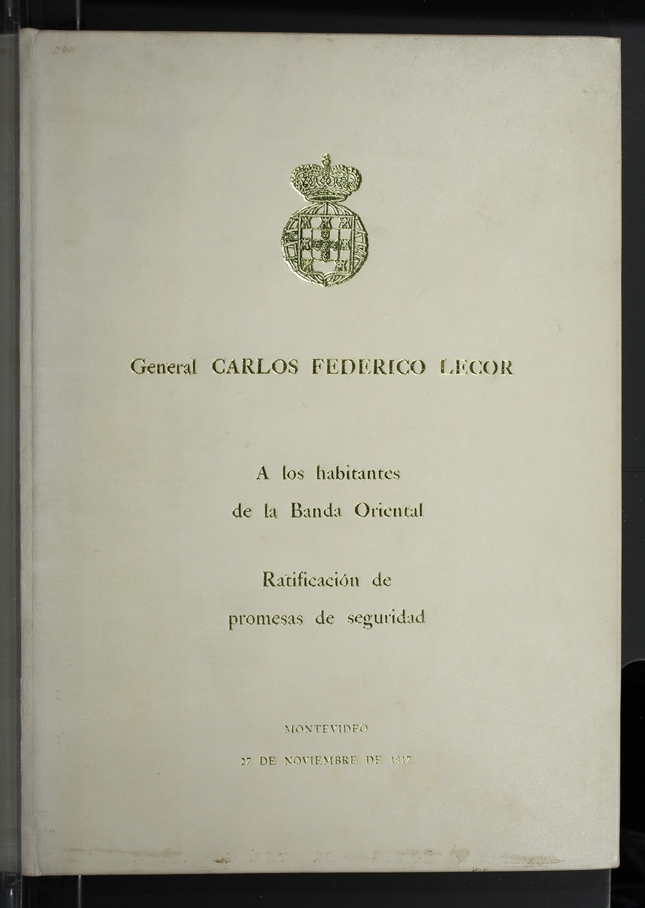 General CARLOS FEDERICO LECOR
A los habitantes
de la Banda Oriental
Ratificación de
promesas de seguridad
MONTEVIDEO
27 DE NOVIEMBRE DE 1817